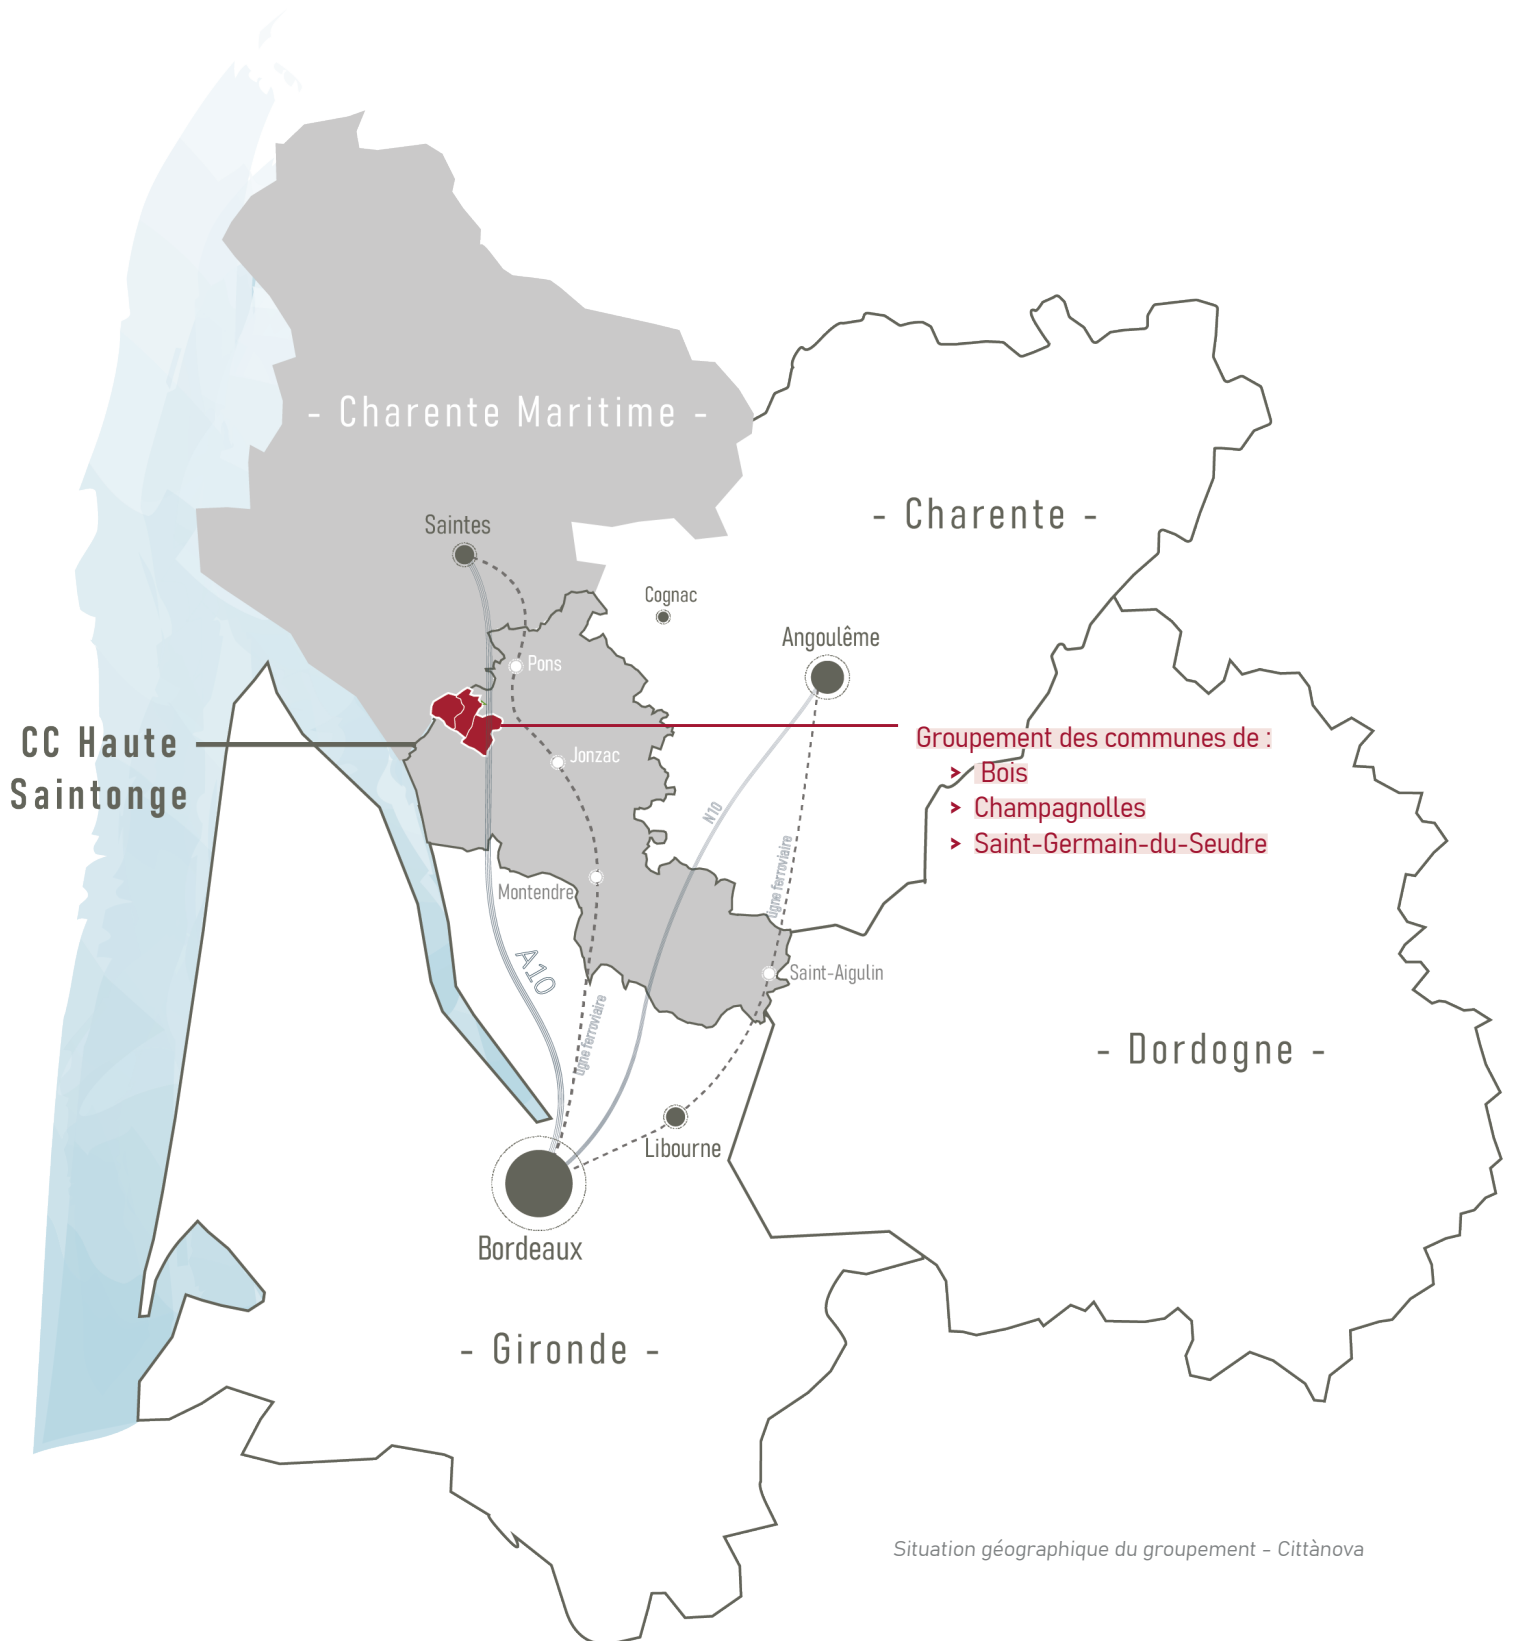 - Charente Maritime -
- Charente -
Saintes
Cognac
Angoulême
Pons
CC Haute
Saintonge
Jonzac
Groupement des communes de :
> Bois
> Champagnolles
> Saint-Germain-du-Seudre
N10
ligne ferroviaire
Montendre
A10
Saint-Aigulin
ligne ferroviaire
- Dordogne -
Libourne
Bordeaux
- Gironde -
Situation géographique du groupement - Cittànova